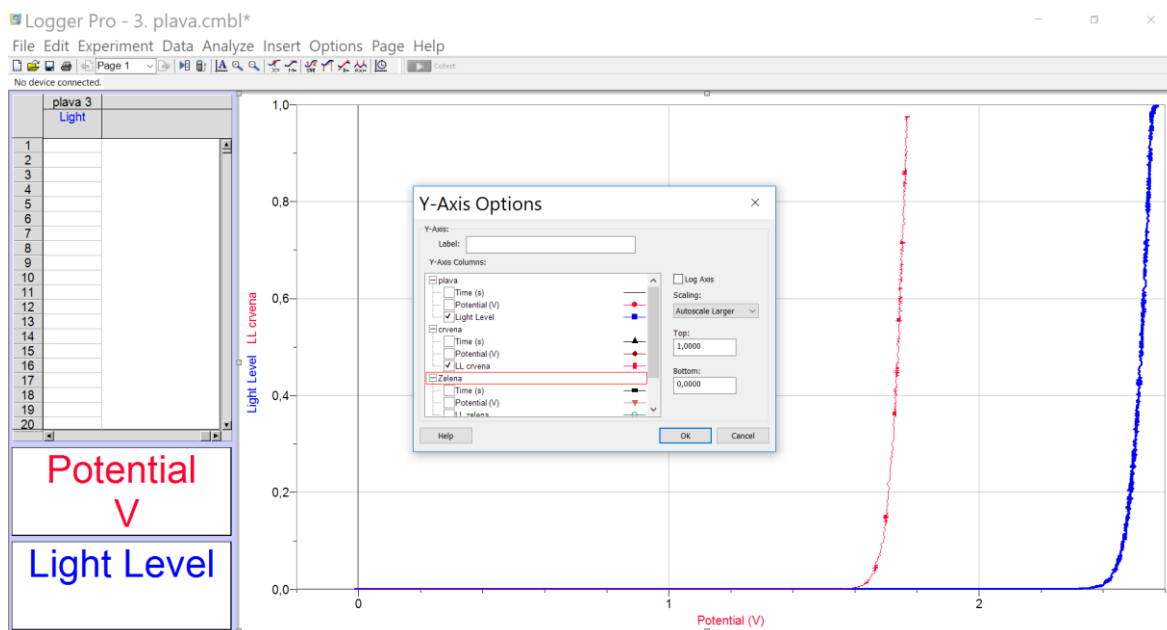 Logger Pro - 3. plava.cmbl*
File Edit Experiment Data Analyze Insert Options Page Help
Page 1
Collect
No device connected.
plava 3
Light
1
2
3
4
5
6
7
8
9
10
11
12
13
14
15
16
17
18
19
20
Potential
V
Light Level
Light Level LL crvena
1,0
0,8
0,6
0,4
0,2
0,0
0 1 2
Potential (V)
Y-Axis Options
Y-Axis:
Label:
Y-Axis Columns:
plava
Time (s)
Potential (V)
Light Level
crvena
Time (s)
Potential (V)
LL crvena
Zelena
Time (s)
Potential (V)
LL zelena
Log Axis
Scaling:
Autoscale Larger
Top:
1,0000
Bottom:
0,0000
Help OK Cancel